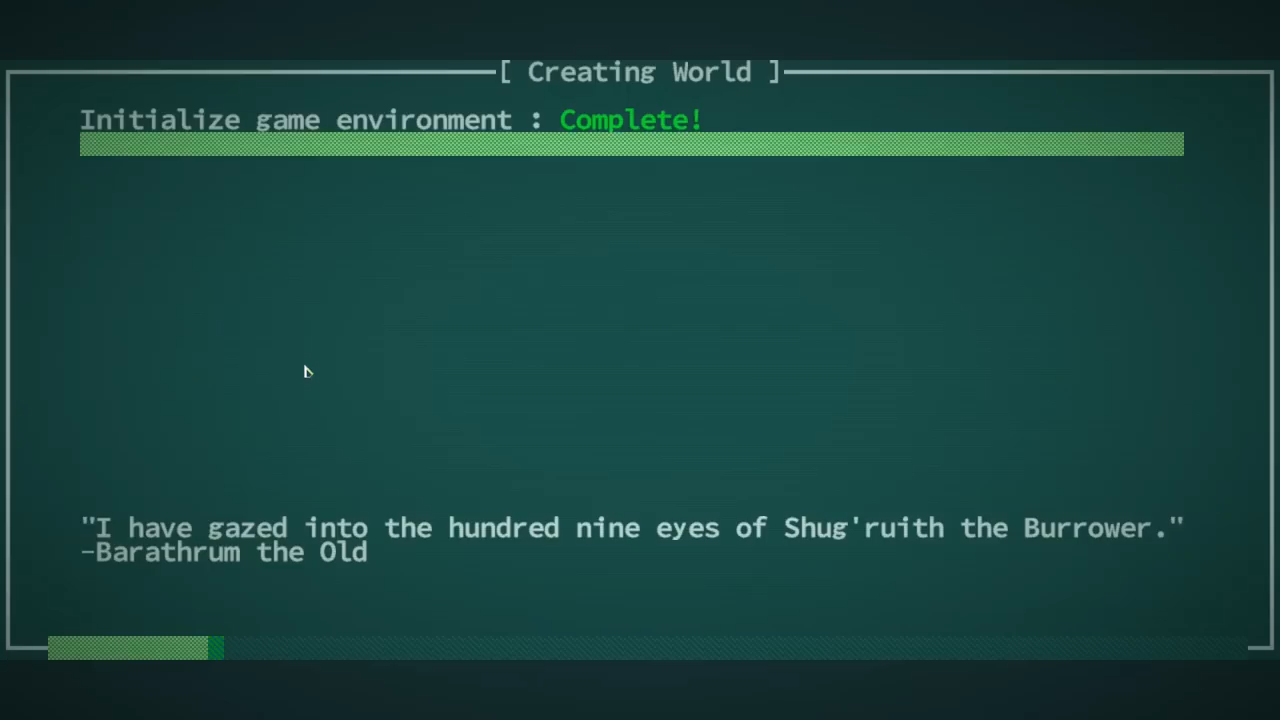 [ Creating World ]
Initialize game environment : Complete!
"I have gazed into the hundred nine eyes of Shug'ruith the Burrower."
-Barathrum the Old